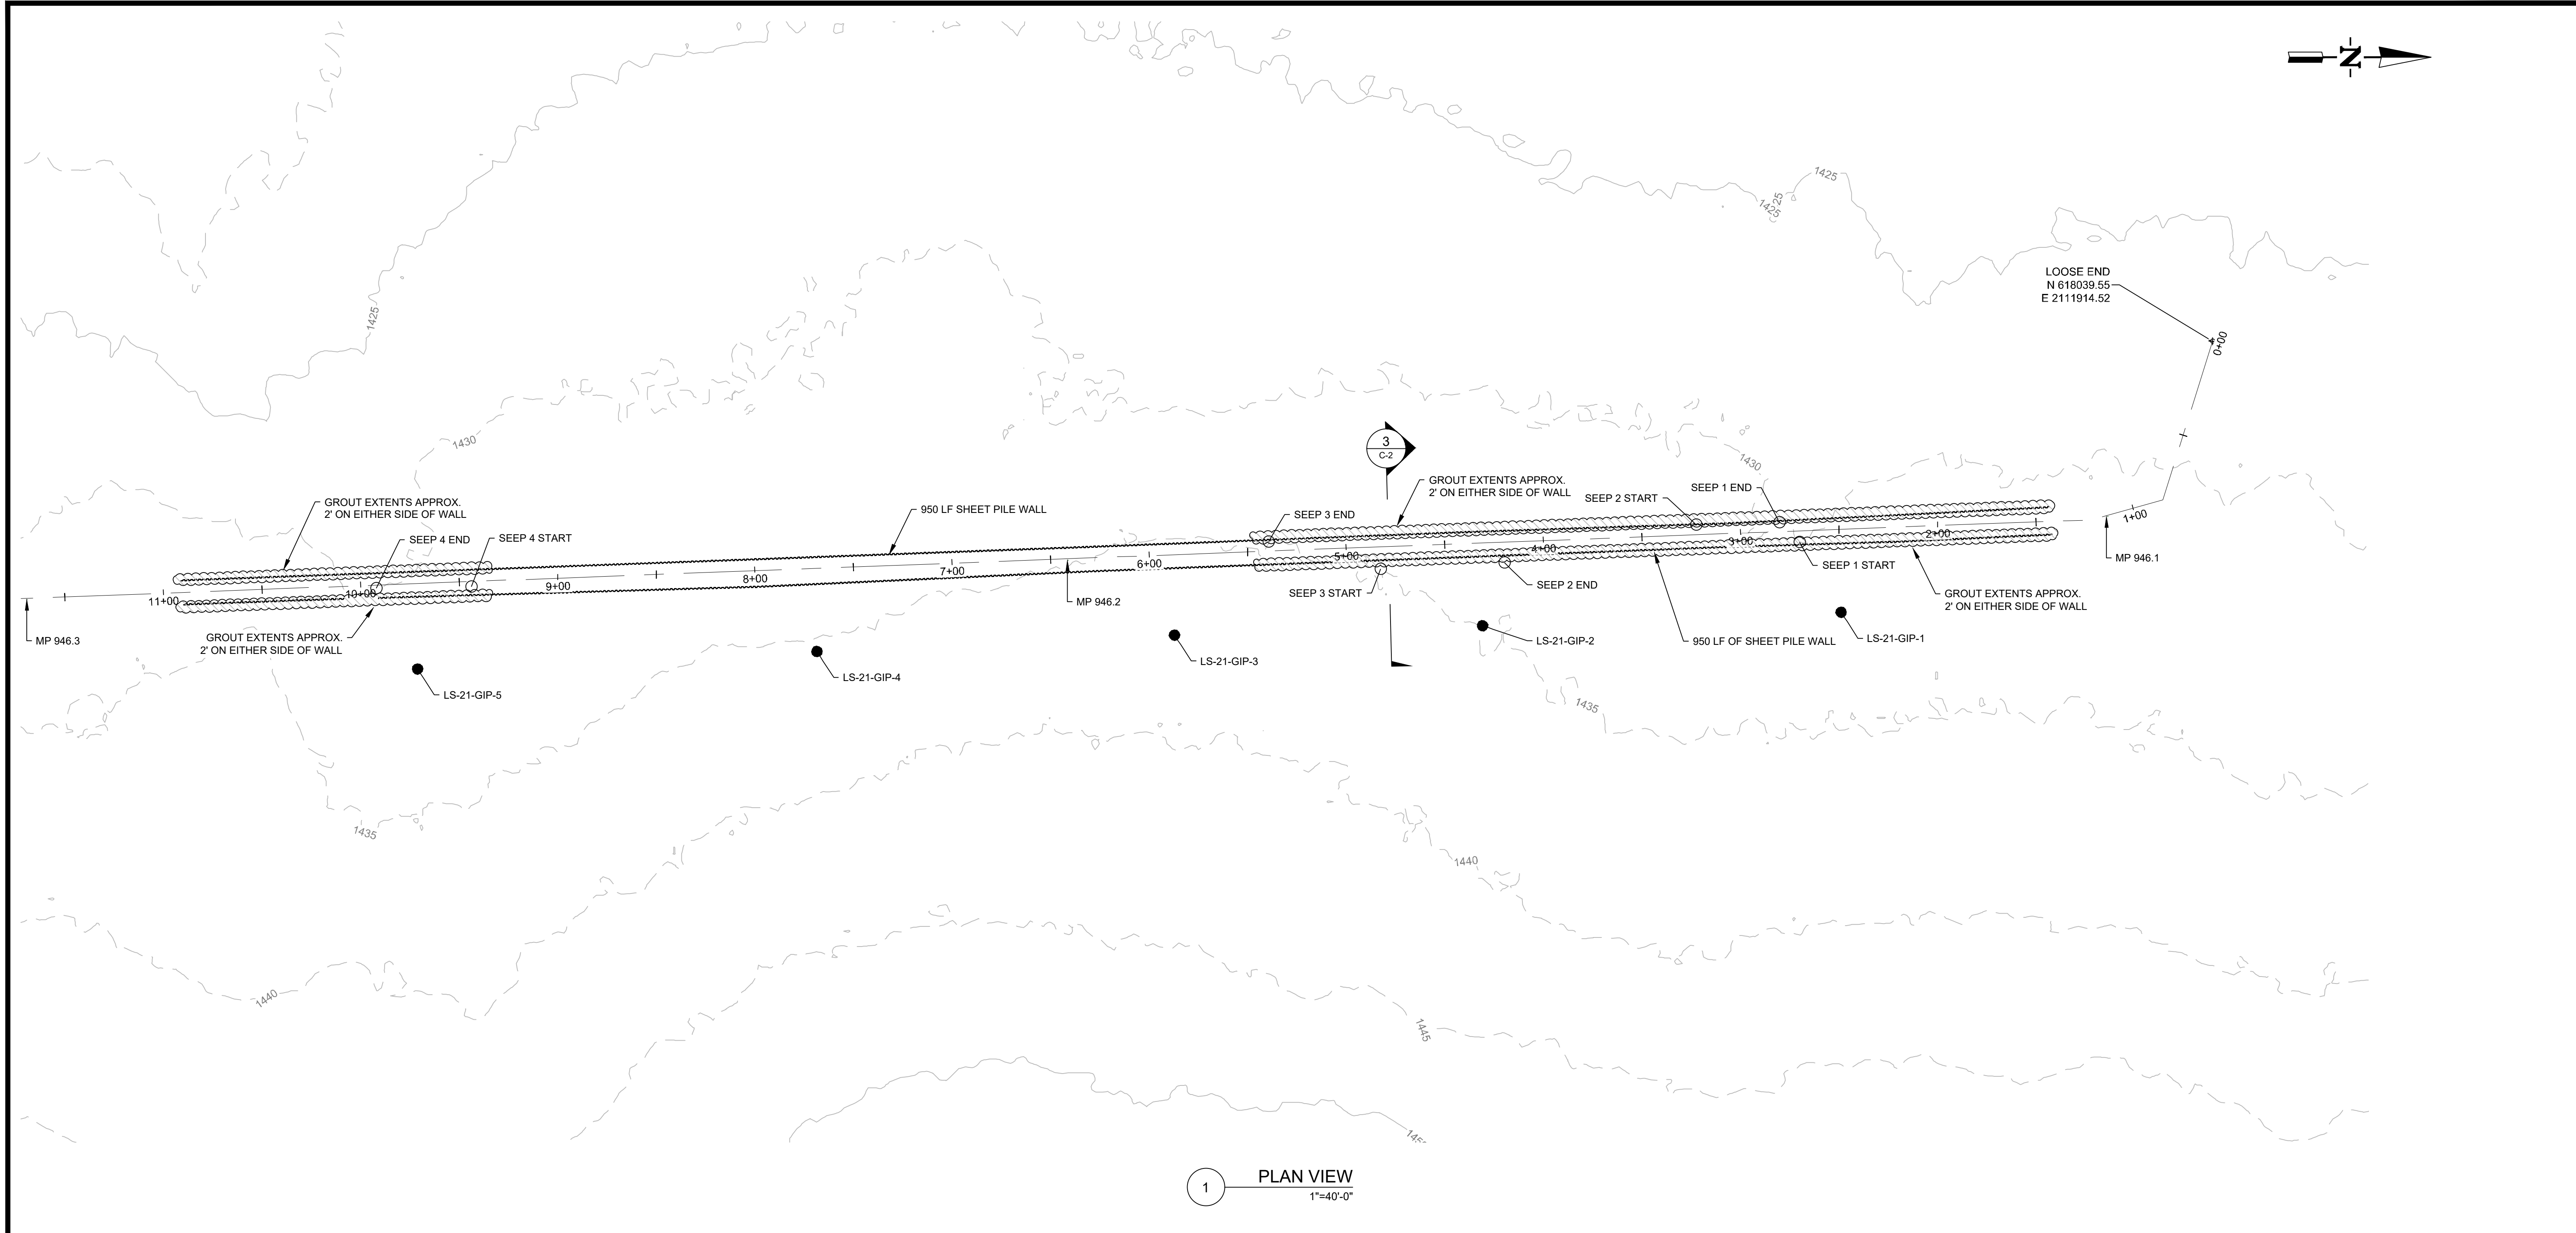 N
1425
1425
25
1425
LOOSE END
N 618039.55
E 2111914.52
0+00
1430
3
C-2
1430
GROUT EXTENTS APPROX.
2' ON EITHER SIDE OF WALL
SEEP 4 END
SEEP 4 START
950 LF SHEET PILE WALL
SEEP 3 END
GROUT EXTENTS APPROX.
2' ON EITHER SIDE OF WALL
SEEP 2 START
SEEP 1 END
1+00
MP 946.1
11+00
10+00
9+00
8+00
7+00
6+00
5+00
4+00
3+00
2+00
MP 946.3
MP 946.2
SEEP 3 START
SEEP 2 END
SEEP 1 START
GROUT EXTENTS APPROX.
2' ON EITHER SIDE OF WALL
GROUT EXTENTS APPROX.
2' ON EITHER SIDE OF WALL
950 LF OF SHEET PILE WALL
LS-21-GIP-5
LS-21-GIP-4
LS-21-GIP-3
LS-21-GIP-2
LS-21-GIP-1
1435
1435
1440
1440
1445
1
PLAN VIEW
1"=40'-0"